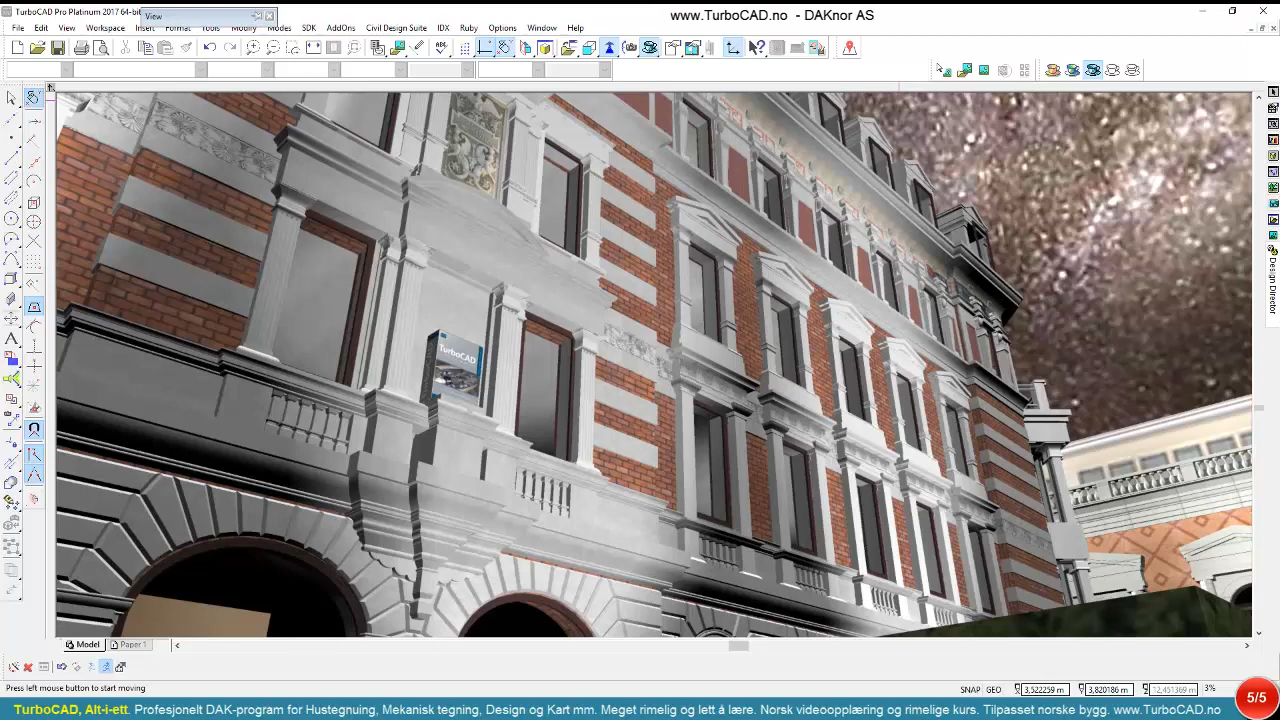 TurboCAD Pro Platinum 2017 64-bit
View
www.TurboCAD.no - DAKnor AS
File Edit View Workspace Insert Format Tools Modify Modes SDK AddOns Civil Design Suite IDX LTE Options Window Help
TurboCAD
Design Director
Model Paper 1
Press left mouse button to start moving
SNAP GEO 3,522259 m 3,820186 m 12,451369 m 3%
5/5
TurboCAD, Alt-i-ett. Profesjonelt DAK-program for Hustegnuing, Mekanisk tegning, Design og Kart mm. Meget rimelig og lett å lære. Norsk videoopplæring og rimelige kurs. Tilpasset norske bygg. www.TurboCAD.no